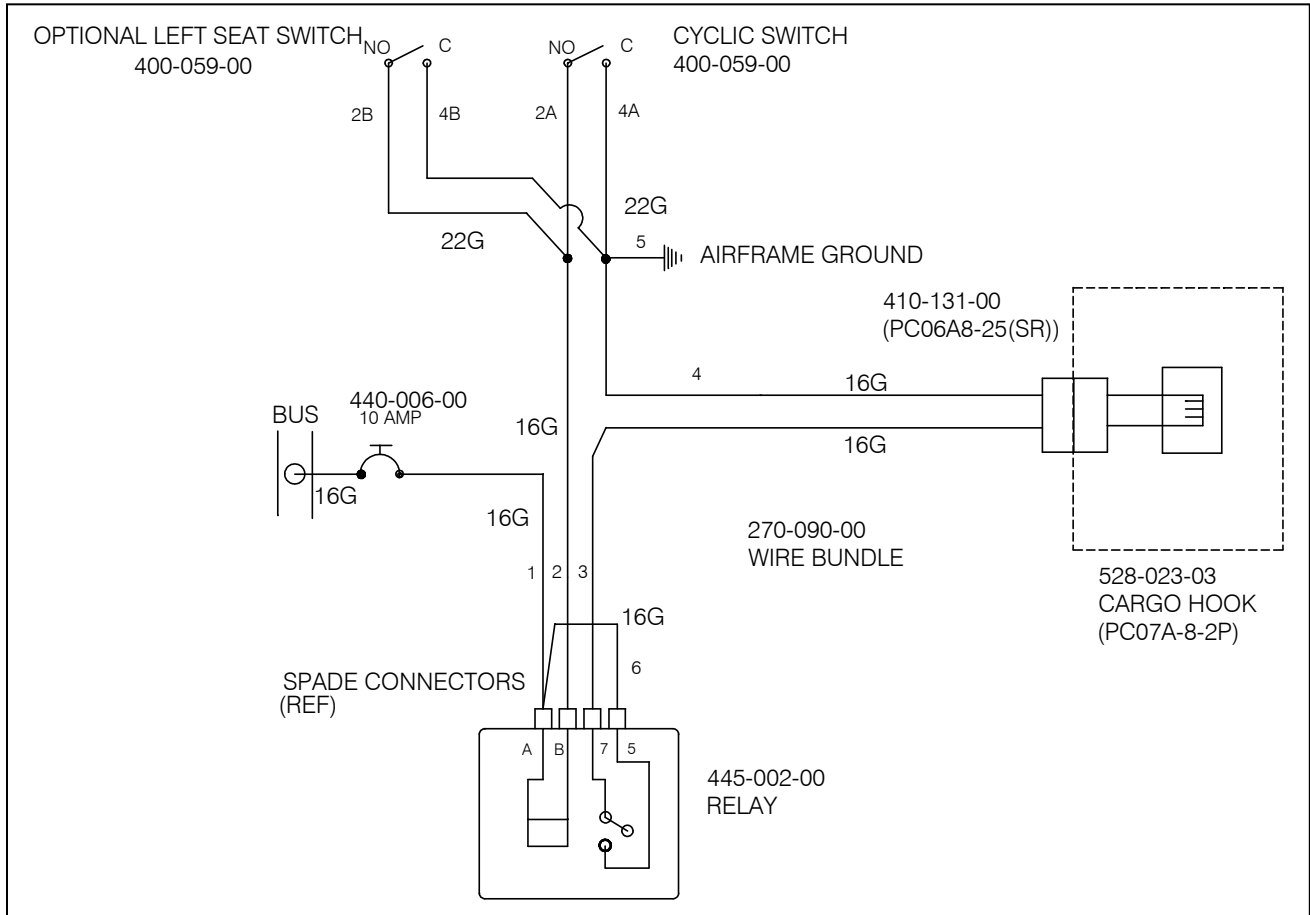 OPTIONAL LEFT SEAT SWITCH
400-059-00
NO
C
NO
C
CYCLIC SWITCH
400-059-00
2B
4B
2A
4A
22G
22G
5
AIRFRAME GROUND
410-131-00
(PC06A8-25(SR))
4
16G
16G
440-006-00
10 AMP
BUS
16G
16G
16G
270-090-00
WIRE BUNDLE
528-023-03
CARGO HOOK
(PC07A-8-2P)
1
2
3
16G
6
SPADE CONNECTORS
(REF)
A
B
7
5
445-002-00
RELAY